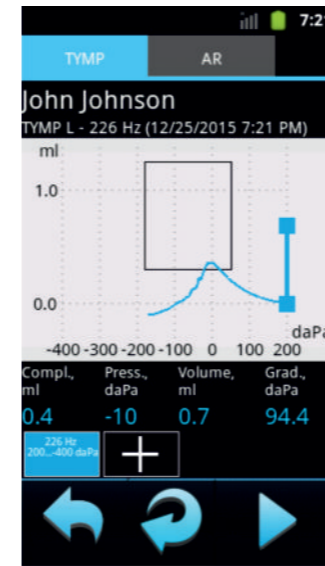 7:21
TYMP AR
John Johnson
TYMP L - 226 Hz (12/25/2015 7:21 PM)
ml
1.0
0.0
daPa
-400 -300 -200 -100 0 100 200
Compl., ml Press., daPa Volume, ml Grad., daPa
0.4 -10 0.7 94.4
226 Hz
200...-400 daPa